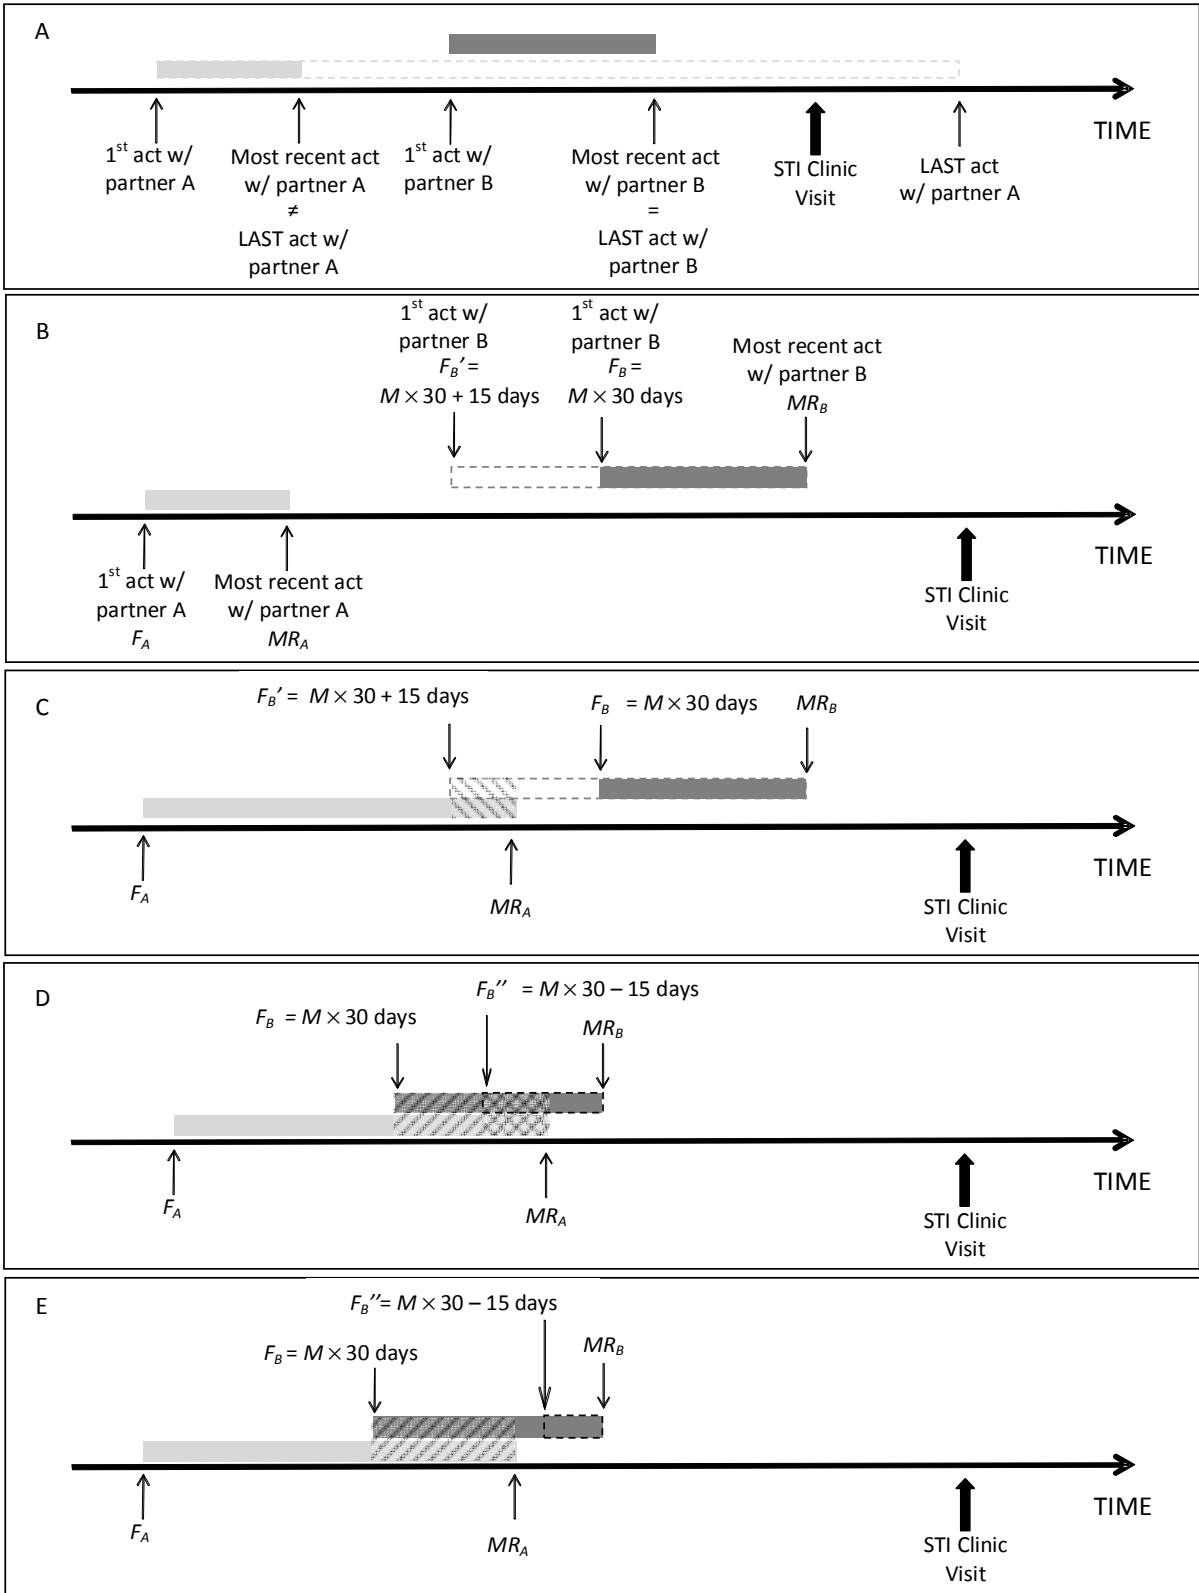 A
TIME
1st act w/
partner A
Most recent act
w/ partner A
≠
LAST act w/
partner A
1st act w/
partner B
Most recent act
w/ partner B
=
LAST act w/
partner B
STI Clinic
Visit
LAST act
w/ partner A
B
1st act w/
partner B
FB′ =
M × 30 + 15 days
1st act w/
partner B
FB =
M × 30 days
Most recent act
w/ partner B
MRB
TIME
1st act w/
partner A
FA
Most recent act
w/ partner A
MRA
STI Clinic
Visit
C
FB′ = M × 30 + 15 days
FB = M × 30 days
MRB
TIME
FA
MRA
STI Clinic
Visit
D
FB′′ = M × 30 – 15 days
FB = M × 30 days
MRB
TIME
FA
MRA
STI Clinic
Visit
E
FB′′= M × 30 – 15 days
FB = M × 30 days
MRB
TIME
FA
MRA
STI Clinic
Visit